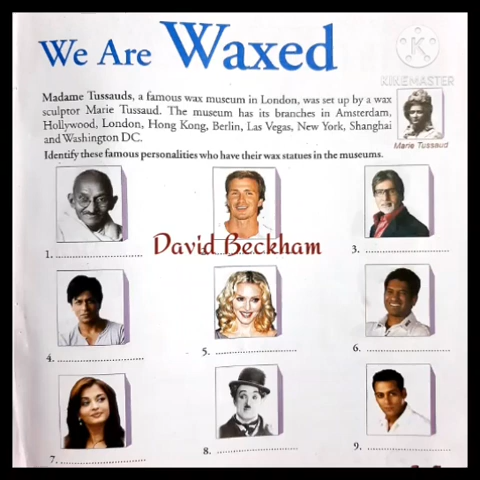 We Are Waxed
K
KINEMASTER
Madame Tussauds, a famous wax museum in London, was set up by a wax
sculptor Marie Tussaud. The museum has its branches in Amsterdam,
Hollywood, London, Hong Kong, Berlin, Las Vegas, New York, Shanghai
and Washington DC.
Marie Tussaud
Identify these famous personalities who have their wax statues in the museums.
David Beckham
1. ........................
3. ........................
4. ........................
5. ........................
6. ........................
7. ........................
8. ........................
9. ........................